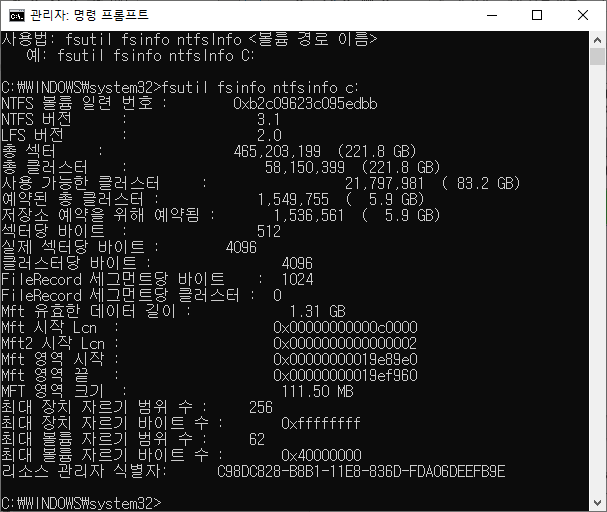 관리자: 명령 프롬프트
사용법: fsutil fsinfo ntfsInfo <볼륨 경로 이름>
예: fsutil fsinfo ntfsInfo C:
C:₩WINDOWS₩system32>fsutil fsinfo ntfsinfo c:
NTFS 볼륨 일련 번호 : 0xb2c09623c095edbb
NTFS 버전 : 3.1
LFS 버전 : 2.0
총 섹터 : 465,203,199 (221.8 GB)
총 클러스터 : 58,150,399 (221.8 GB)
사용 가능한 클러스터 : 21,797,981 ( 83.2 GB)
예약된 총 클러스터 : 1,549,755 ( 5.9 GB)
저장소 예약을 위해 예약됨 : 1,536,561 ( 5.9 GB)
섹터당 바이트 : 512
실제 섹터당 바이트 : 4096
클러스터당 바이트 : 4096
FileRecord 세그먼트당 바이트 : 1024
FileRecord 세그먼트당 클러스터 : 0
Mft 유효한 데이터 길이 : 1.31 GB
Mft 시작 Lcn : 0x00000000000c0000
Mft2 시작 Lcn : 0x0000000000000002
Mft 영역 시작 : 0x00000000019e89e0
Mft 영역 끝 : 0x00000000019ef960
MFT 영역 크기 : 111.50 MB
최대 장치 자르기 범위 수 : 256
최대 장치 자르기 바이트 수 : 0xffffffff
최대 볼륨 자르기 범위 수 : 62
최대 볼륨 자르기 바이트 수 : 0x40000000
리소스 관리자 식별자: C98DC828-B8B1-11E8-836D-FDA06DEEFB9E
C:₩WINDOWS₩system32>